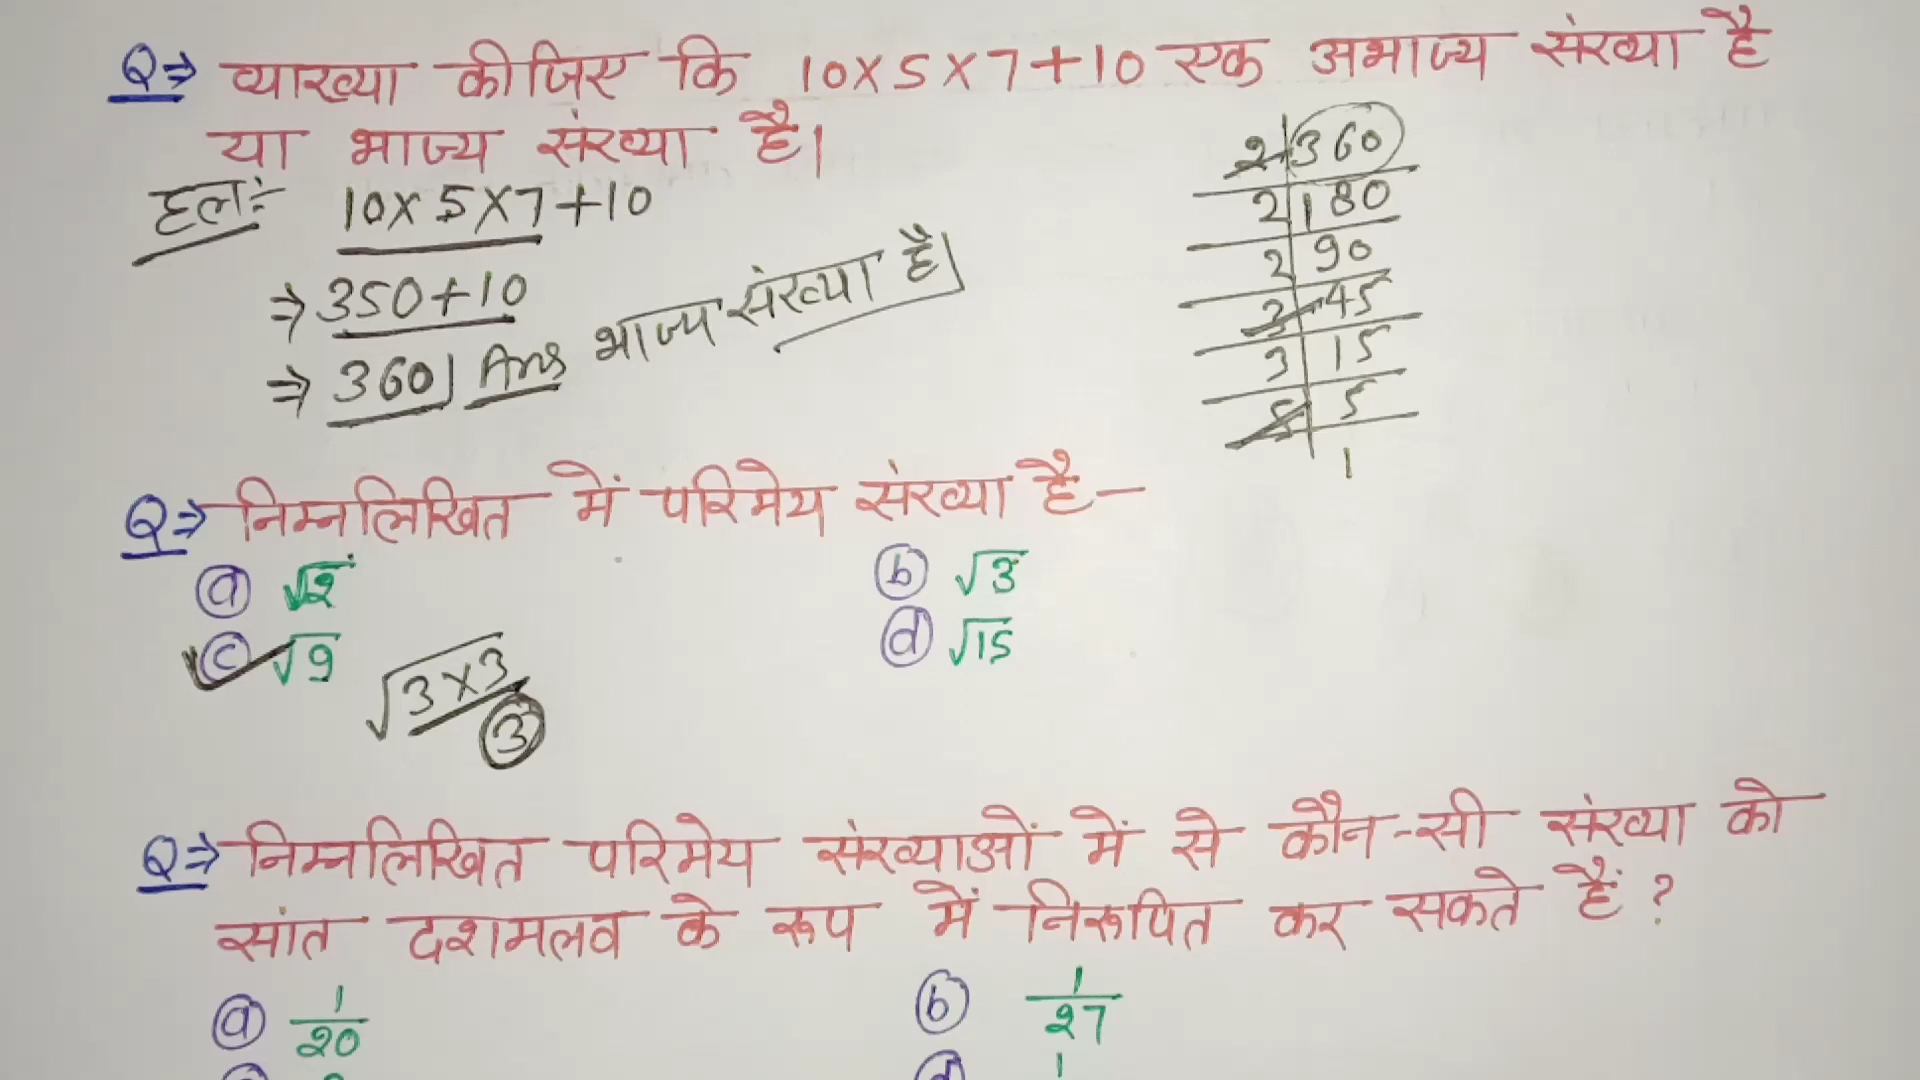 Q⇒ व्याख्या कीजिए कि 10×5×7+10 एक अभाज्य संख्या है
या भाज्य संख्या है।
हलः- 10×5×7+10
⇒ 350+10
⇒ 360 Ans भाज्य संख्या है।
2 360
2 180
2 90
3 45
3 15
5 5
1
Q⇒ निम्नलिखित में परिमेय संख्या है–
(a) √2 (b) √3
(c) √9 (d) √15
√3×3
3
Q⇒ निम्नलिखित परिमेय संख्याओं में से कौन-सी संख्या को
सांत दशमलव के रूप में निरूपित कर सकते हैं ?
(a) 1/20 (b) 1/27